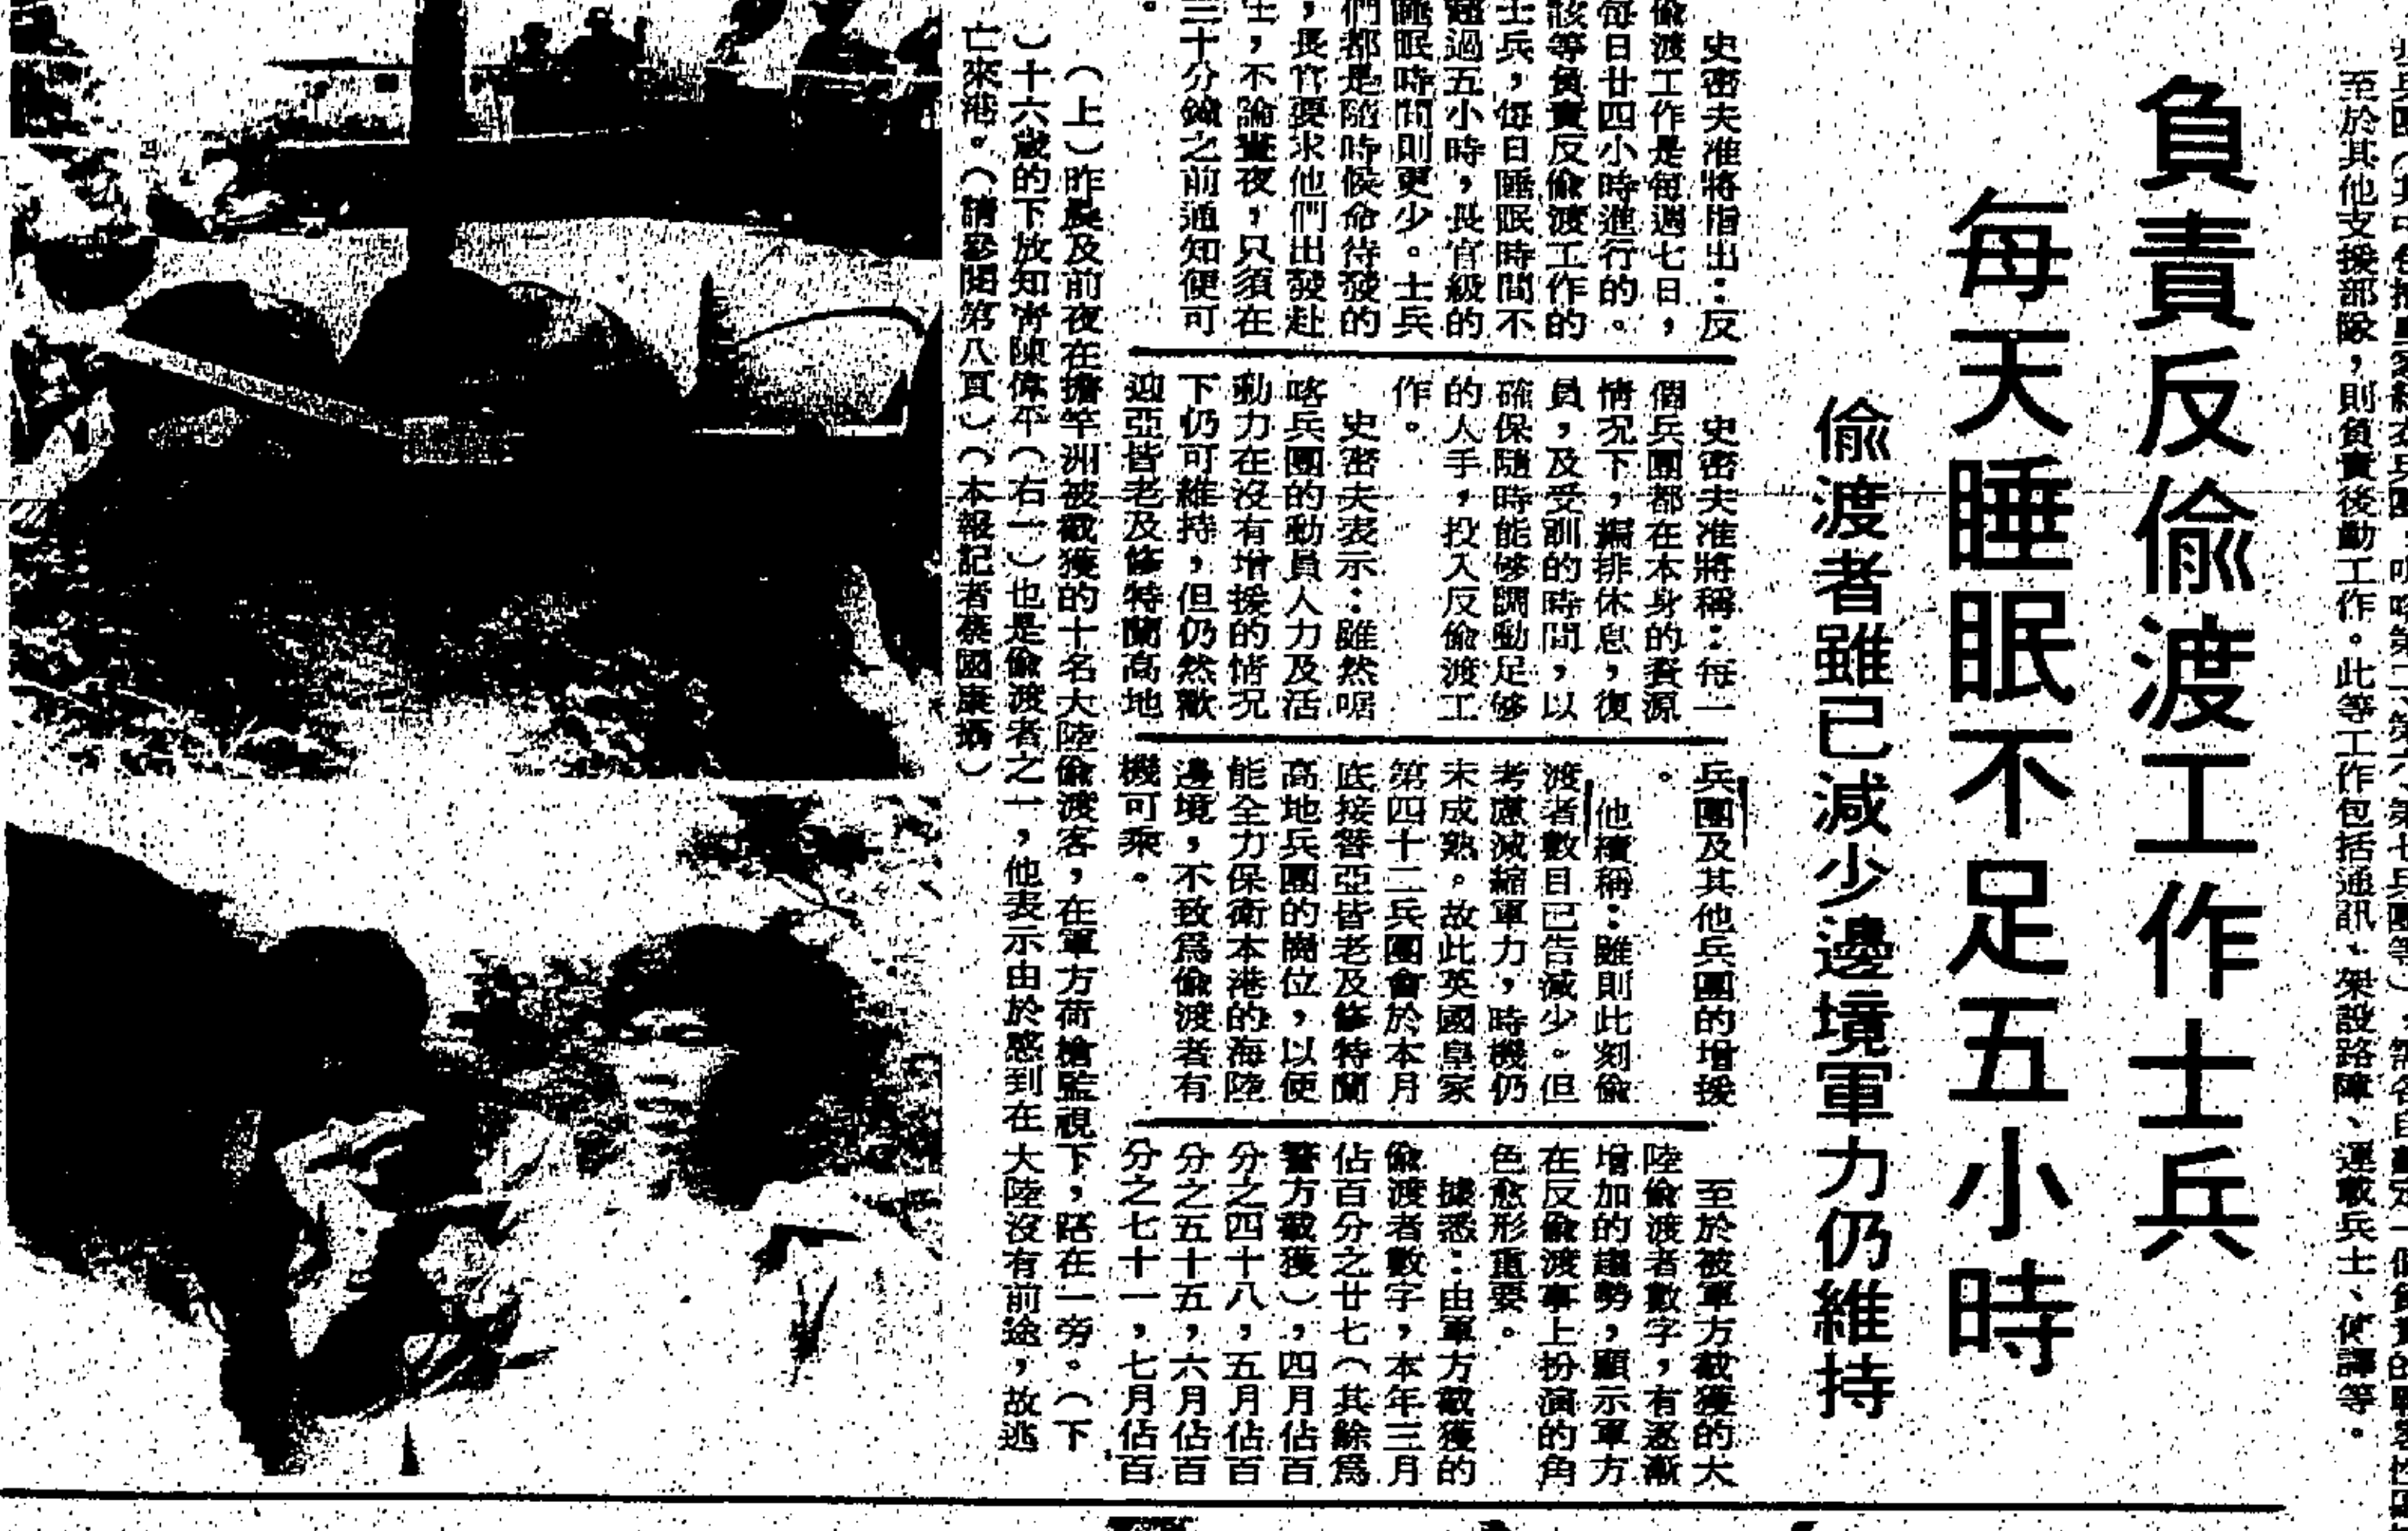 至於其他支援部隊，則負責後勤工作。此等工作包括通訊、架設路障、運載兵士、傳譯等。
負責反偷渡工作士兵
每天睡眠不足五小時
偷渡者雖已減少邊境軍力仍維持
史密夫准將指出：反
偷渡工作是每週七日，
每日廿四小時進行的。
該等負責反偷渡工作的
士兵，每日睡眠時間不
超過五小時，長官級的
睡眠時間則更少。士兵
們都是隨時候命待發的
，長官要求他們出發赴
任，不論晝夜，只須在
三十分鐘之前通知便可
。
史密夫准將稱：每一
個兵團都在本身的資源
情况下，編排休息，復
員，及受訓的時間，以
確保隨時能够調動足够
的人手，投入反偷渡工
作。
史密夫表示：雖然啹
喀兵團的動員人力及活
動力在沒有增援的情况
下仍可維持，但仍然歡
迎亞皆老及修特蘭高地
兵團及其他兵團的增援
。
他續稱：雖則此刻偷
渡者數目已告減少。但
考慮減縮軍力，時機仍
未成熟。故此英國皇家
第四十二兵團會於本月
底接替亞皆老及修特蘭
高地兵團的崗位，以便
能全力保衛本港的海陸
邊境，不致爲偷渡者有
機可乘。
至於被軍方截獲的大
陸偷渡者數字，有逐漸
增加的趨勢，顯示軍方
在反偷渡事上扮演的角
色愈形重要。
據悉：由軍方截獲的
偷渡者數字，本年三月
佔百分之廿七（其餘爲
警方截獲），四月佔百
分之四十八，五月佔百
分之五十五，六月佔百
分之七十一，七月佔百
（上）昨晨及前夜在擔竿洲被截獲的十名大陸偷渡客，在軍方荷槍監視下，踎在一旁。（下
）十六歲的下放知青陳偉平（右一）也是偷渡者之一，他表示由於感到在大陸沒有前途，故逃
亡來港。（請參閱第八頁）（本報記者蔡國康攝）